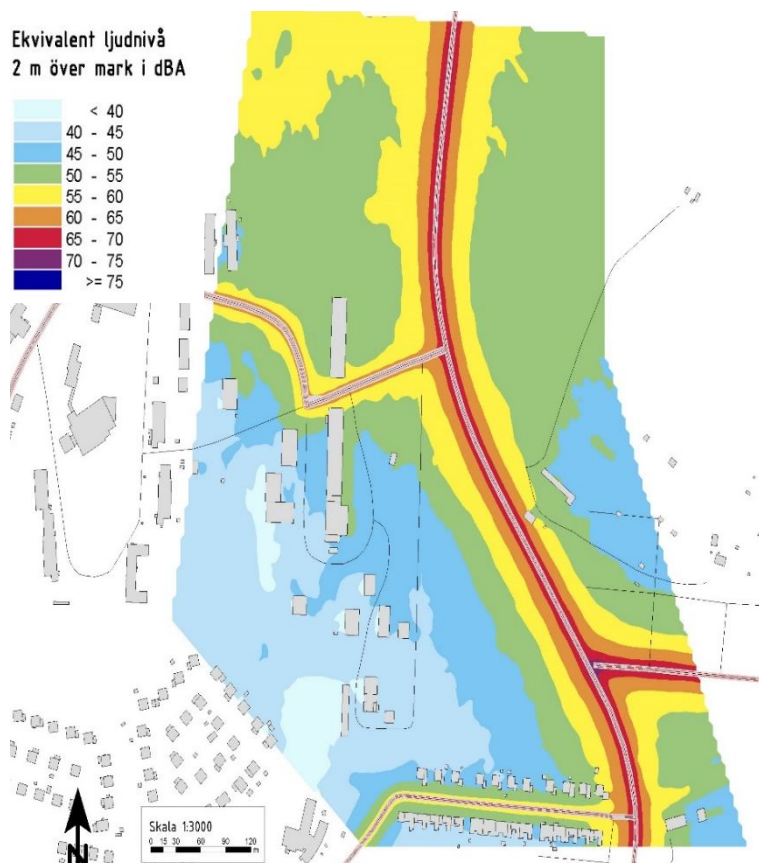 Ekvivalent ljudnivå
2 m över mark i dBA
< 40
40 - 45
45 - 50
50 - 55
55 - 60
60 - 65
65 - 70
70 - 75
>= 75
Skala 1:3000
0 15 30 60 90 120
m
N